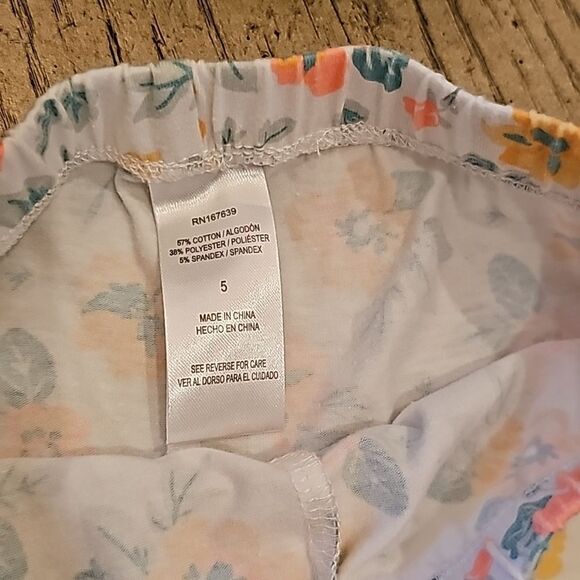 RN167639
57% COTTON / ALGODÓN
38% POLYESTER / POLIÉSTER
5% SPANDEX / SPANDEX
5
MADE IN CHINA
HECHO EN CHINA
SEE REVERSE FOR CARE
VER AL DORSO PARA EL CUIDADO